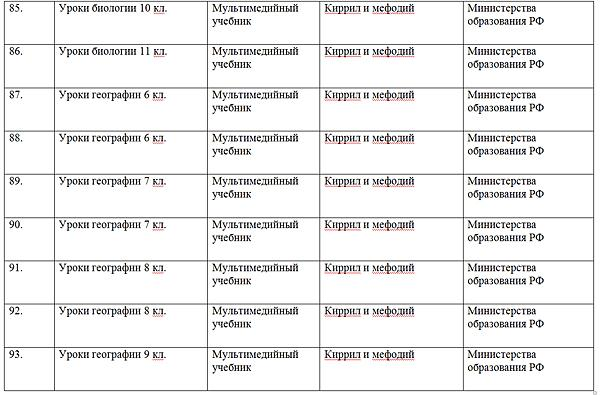 85. Уроки биологии 10 кл. Мультимедийный Киррил и мефодий Министерства
учебник образования РФ
86. Уроки биологии 11 кл. Мультимедийный Киррил и мефодий Министерства
учебник образования РФ
87. Уроки географии 6 кл. Мультимедийный Киррил и мефодий Министерства
учебник образования РФ
88. Уроки географии 6 кл. Мультимедийный Киррил и мефодий Министерства
учебник образования РФ
89. Уроки географии 7 кл. Мультимедийный Киррил и мефодий Министерства
учебник образования РФ
90. Уроки географии 7 кл. Мультимедийный Киррил и мефодий Министерства
учебник образования РФ
91. Уроки географии 8 кл. Мультимедийный Киррил и мефодий Министерства
учебник образования РФ
92. Уроки географии 8 кл. Мультимедийный Киррил и мефодий Министерства
учебник образования РФ
93. Уроки географии 9 кл. Мультимедийный Киррил и мефодий Министерства
учебник образования РФ